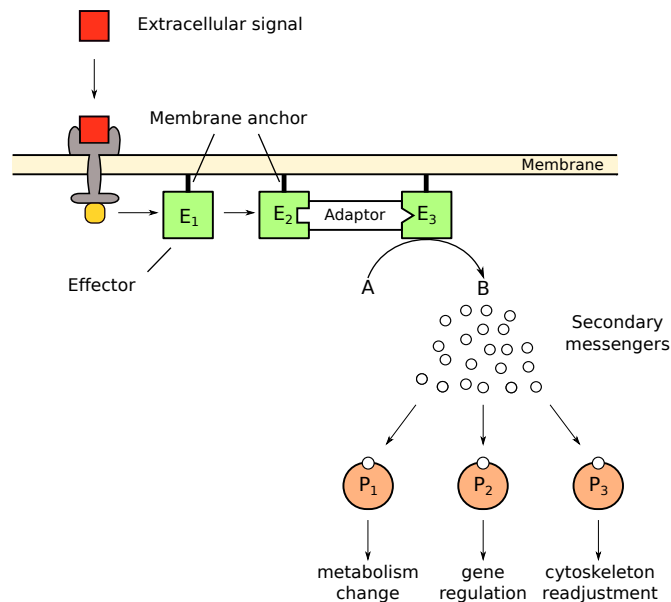 Extracellular signal
Membrane anchor
Membrane
E1
E2
Adaptor
E3
Effector
A
B
Secondary
messengers
P1
P2
P3
metabolism
change
gene
regulation
cytoskeleton
readjustment